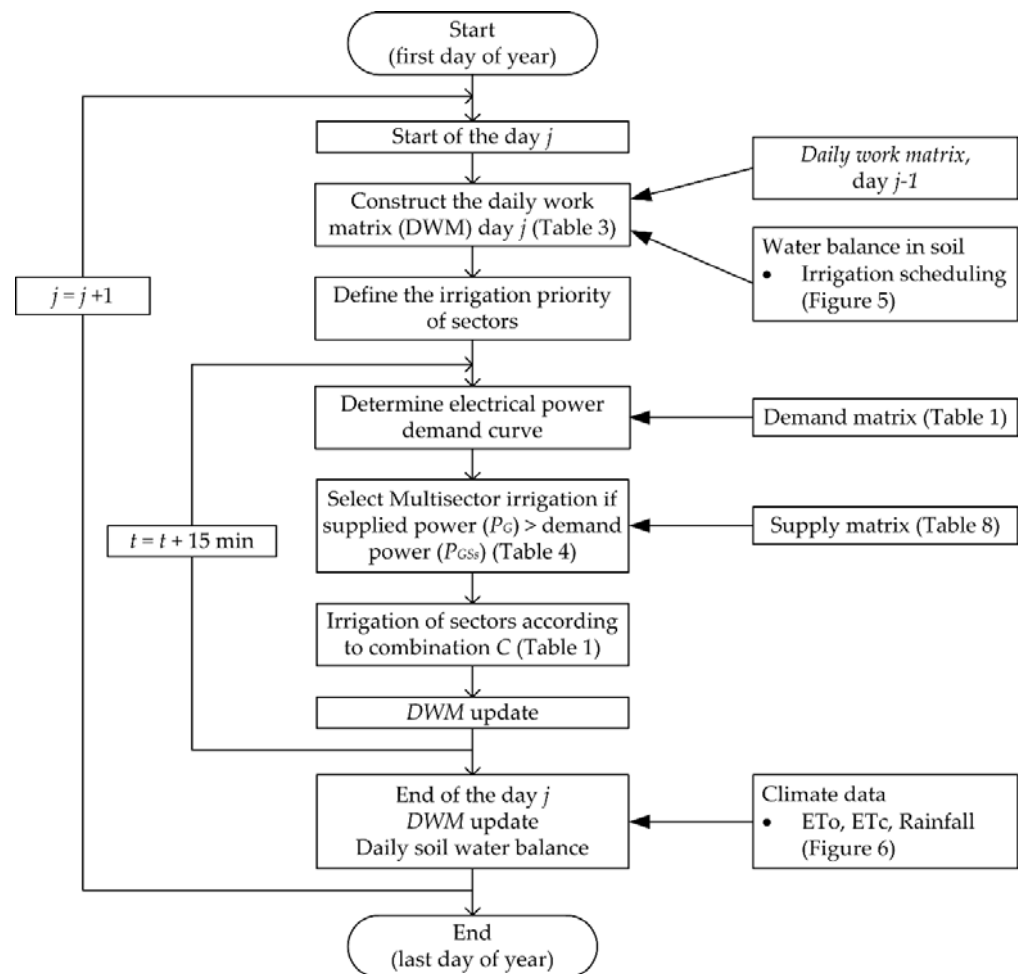 Start
(first day of year)
Start of the day j
Daily work matrix,
day j-1
Construct the daily work
matrix (DWM) day j (Table 3)
Water balance in soil
• Irrigation scheduling
(Figure 5)
j = j +1
Define the irrigation priority
of sectors
Determine electrical power
demand curve
Demand matrix (Table 1)
Select Multisector irrigation if
supplied power (PG) > demand
power (PGSs) (Table 4)
Supply matrix (Table 8)
t = t + 15 min
Irrigation of sectors according
to combination C (Table 1)
DWM update
End of the day j
DWM update
Daily soil water balance
Climate data
• ETo, ETc, Rainfall
(Figure 6)
End
(last day of year)